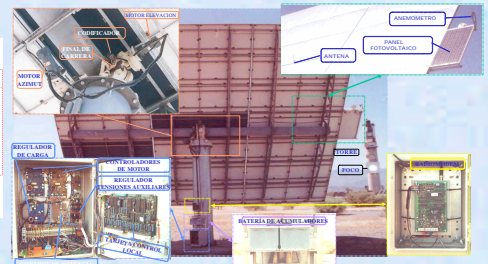 MOTOR ELEVACION
CODIFICADOR
FINAL DE
CARRERA
MOTOR
AZIMUT
ANEMOMETRO
PANEL
FOTOVOLTAICO
ANTENA
TORRE
FOCO
REGULADOR
DE CARGA
CONTROLADORES
DE MOTOR
REGULADOR
TENSIONES AUXILIARES
TARJETA CONTROL
LOCAL
BATERÍA DE ACUMULADORES